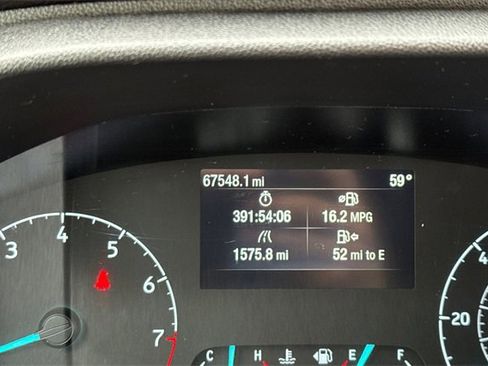 67548.1 mi 59°
391:54:06 16.2 MPG
1575.8 mi 52 mi to E
3 4 5 6 7
20
C H E F